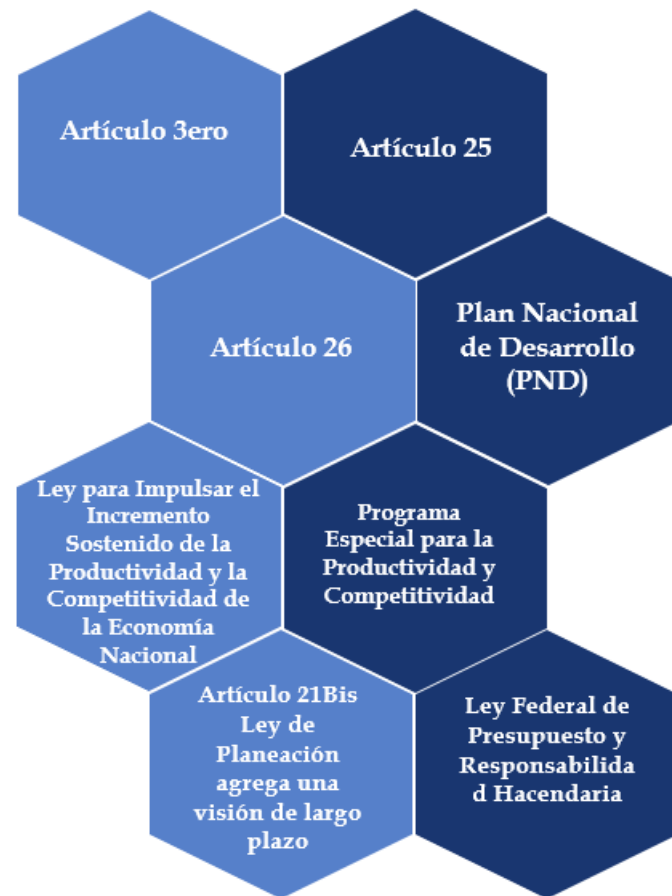 Artículo 3ero
Artículo 25
Artículo 26
Plan Nacional
de Desarrollo
(PND)
Ley para Impulsar el
Incremento
Sostenido de la
Productividad y la
Competitividad de
la Economía
Nacional
Programa
Especial para la
Productividad y
Competitividad
Artículo 21Bis
Ley de
Planeación
agrega una
visión de largo
plazo
Ley Federal de
Presupuesto y
Responsabilida
d Hacendaria